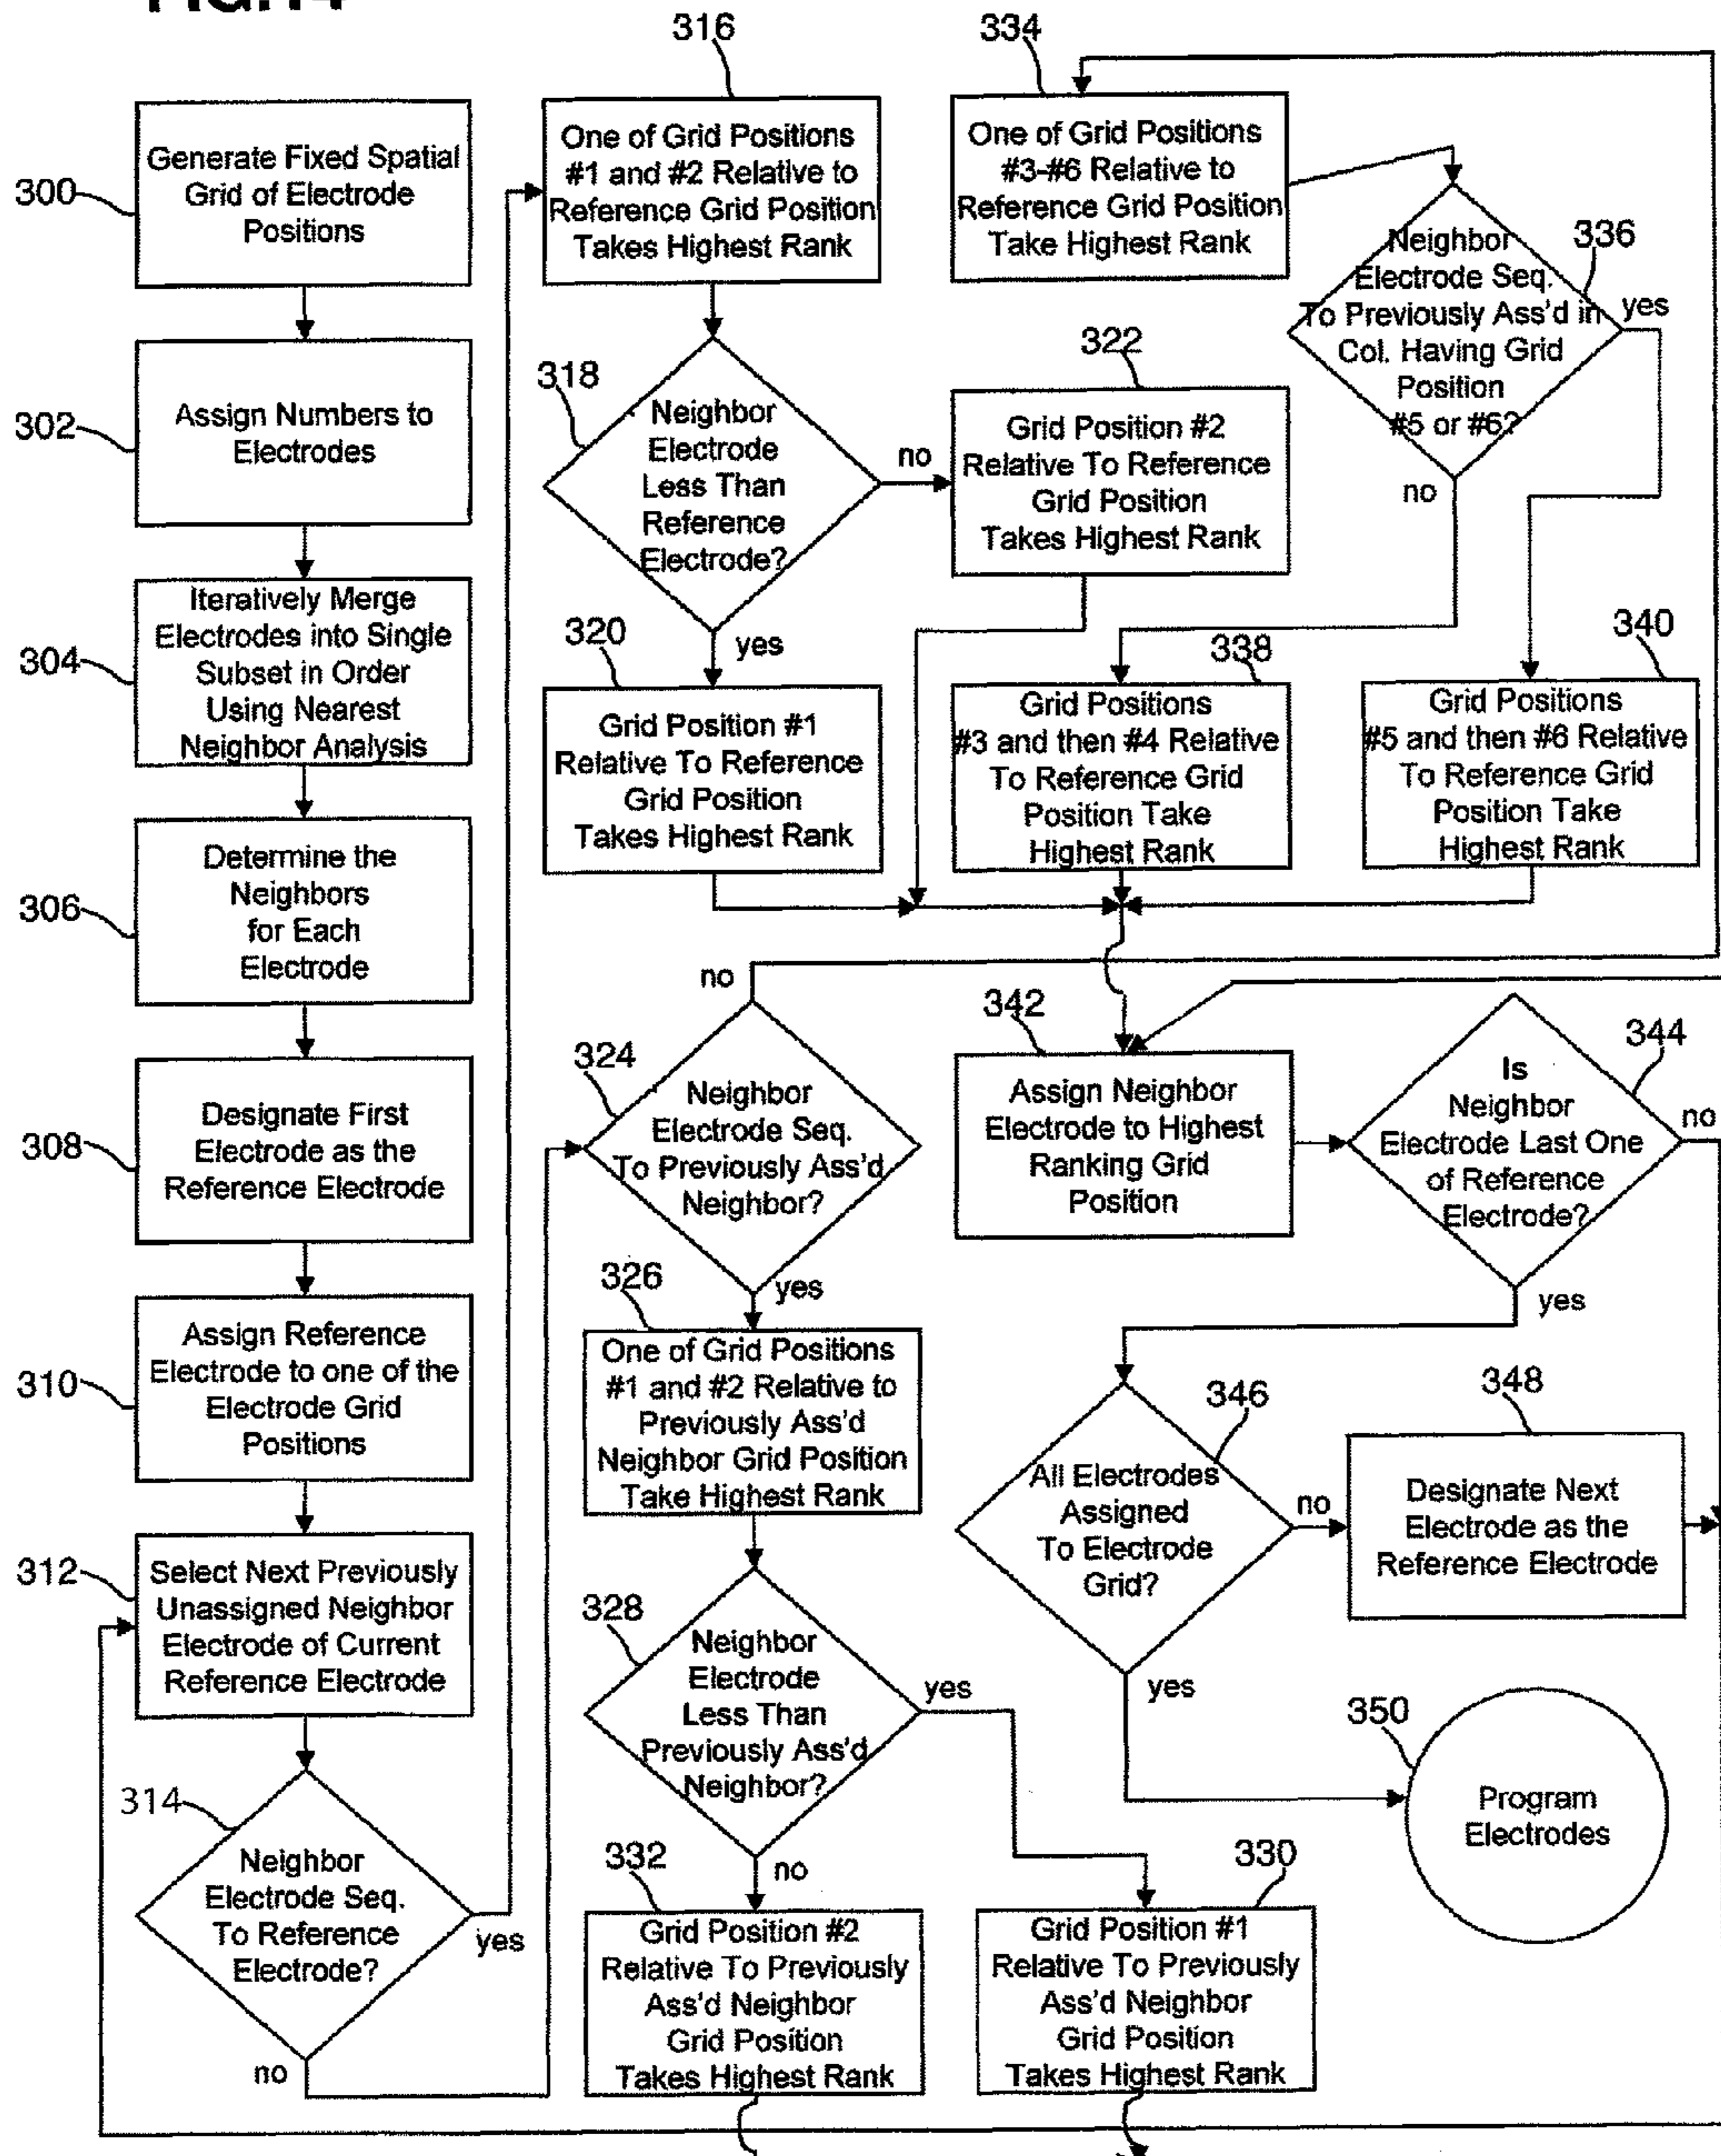 FIG.14
300
Generate Fixed Spatial
Grid of Electrode
Positions
302
Assign Numbers to
Electrodes
304
Iteratively Merge
Electrodes into Single
Subset in Order
Using Nearest
Neighbor Analysis
306
Determine the
Neighbors
for Each
Electrode
308
Designate First
Electrode as the
Reference Electrode
310
Assign Reference
Electrode to one of the
Electrode Grid
Positions
312
Select Next Previously
Unassigned Neighbor
Electrode of Current
Reference Electrode
314
Neighbor
Electrode Seq.
To Reference
Electrode?
yes
no
316
One of Grid Positions
#1 and #2 Relative to
Reference Grid Position
Takes Highest Rank
318
Neighbor
Electrode
Less Than
Reference
Electrode?
no
yes
320
Grid Position #1
Relative To Reference
Grid Position
Takes Highest Rank
322
Grid Position #2
Relative To Reference
Grid Position
Takes Highest Rank
324
no
Neighbor
Electrode Seq.
To Previously Ass'd
Neighbor?
yes
326
One of Grid Positions
#1 and #2 Relative to
Previously Ass'd
Neighbor Grid Position
Take Highest Rank
328
Neighbor
Electrode
Less Than
Previously Ass'd
Neighbor?
yes
no
332
Grid Position #2
Relative To Previously
Ass'd Neighbor
Grid Position
Takes Highest Rank
330
Grid Position #1
Relative To Previously
Ass'd Neighbor
Grid Position
Takes Highest Rank
334
One of Grid Positions
#3-#6 Relative to
Reference Grid Position
Take Highest Rank
336
Neighbor
Electrode Seq.
To Previously Ass'd in
Col. Having Grid
Position
#5 or #6?
yes
no
338
Grid Positions
#3 and then #4 Relative
To Reference Grid
Position Take
Highest Rank
340
Grid Positions
#5 and then #6 Relative
To Reference Grid
Position Take
Highest Rank
342
Assign Neighbor
Electrode to Highest
Ranking Grid
Position
344
Is
Neighbor
Electrode Last One
of Reference
Electrode?
no
yes
346
All Electrodes
Assigned
To Electrode
Grid?
no
yes
348
Designate Next
Electrode as the
Reference Electrode
350
Program
Electrodes